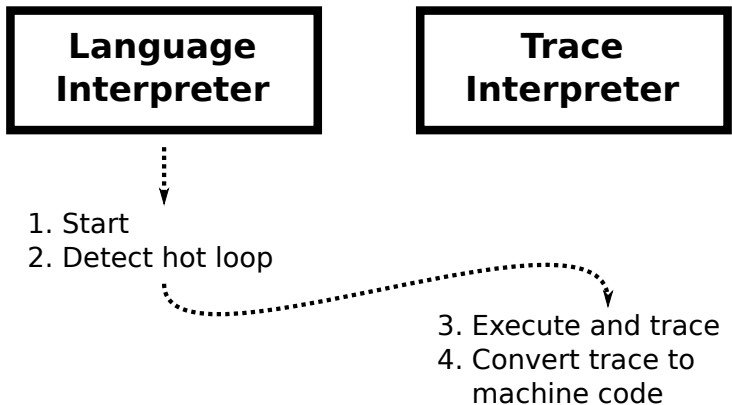 Language
Interpreter
Trace
Interpreter
1. Start
2. Detect hot loop
3. Execute and trace
4. Convert trace to
machine code